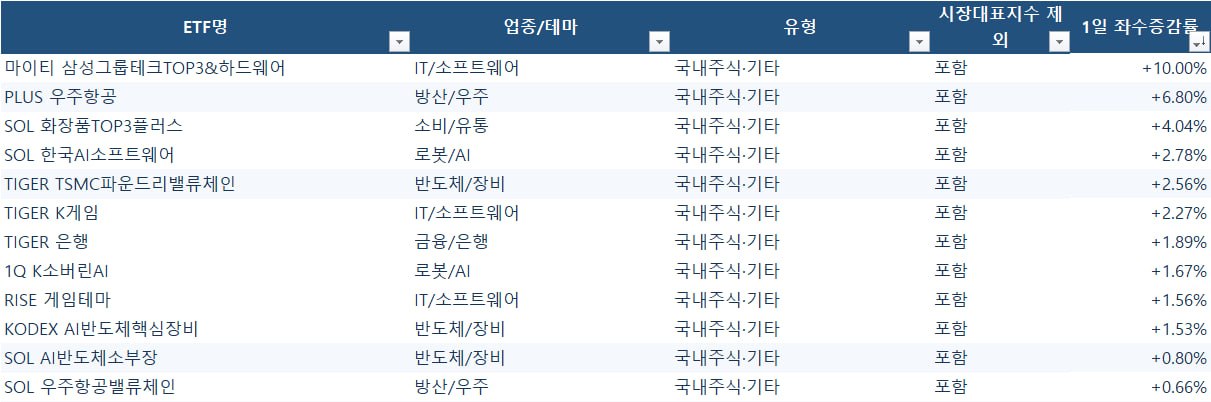 ETF명 업종/테마 유형 시장대표지수 제외 1일 좌수증감률
마이티 삼성그룹테크TOP3&하드웨어 IT/소프트웨어 국내주식·기타 포함 +10.00%
PLUS 우주항공 방산/우주 국내주식·기타 포함 +6.80%
SOL 화장품TOP3플러스 소비/유통 국내주식·기타 포함 +4.04%
SOL 한국AI소프트웨어 로봇/AI 국내주식·기타 포함 +2.78%
TIGER TSMC파운드리밸류체인 반도체/장비 국내주식·기타 포함 +2.56%
TIGER K게임 IT/소프트웨어 국내주식·기타 포함 +2.27%
TIGER 은행 금융/은행 국내주식·기타 포함 +1.89%
1Q K소버린AI 로봇/AI 국내주식·기타 포함 +1.67%
RISE 게임테마 IT/소프트웨어 국내주식·기타 포함 +1.56%
KODEX AI반도체핵심장비 반도체/장비 국내주식·기타 포함 +1.53%
SOL AI반도체소부장 반도체/장비 국내주식·기타 포함 +0.80%
SOL 우주항공밸류체인 방산/우주 국내주식·기타 포함 +0.66%